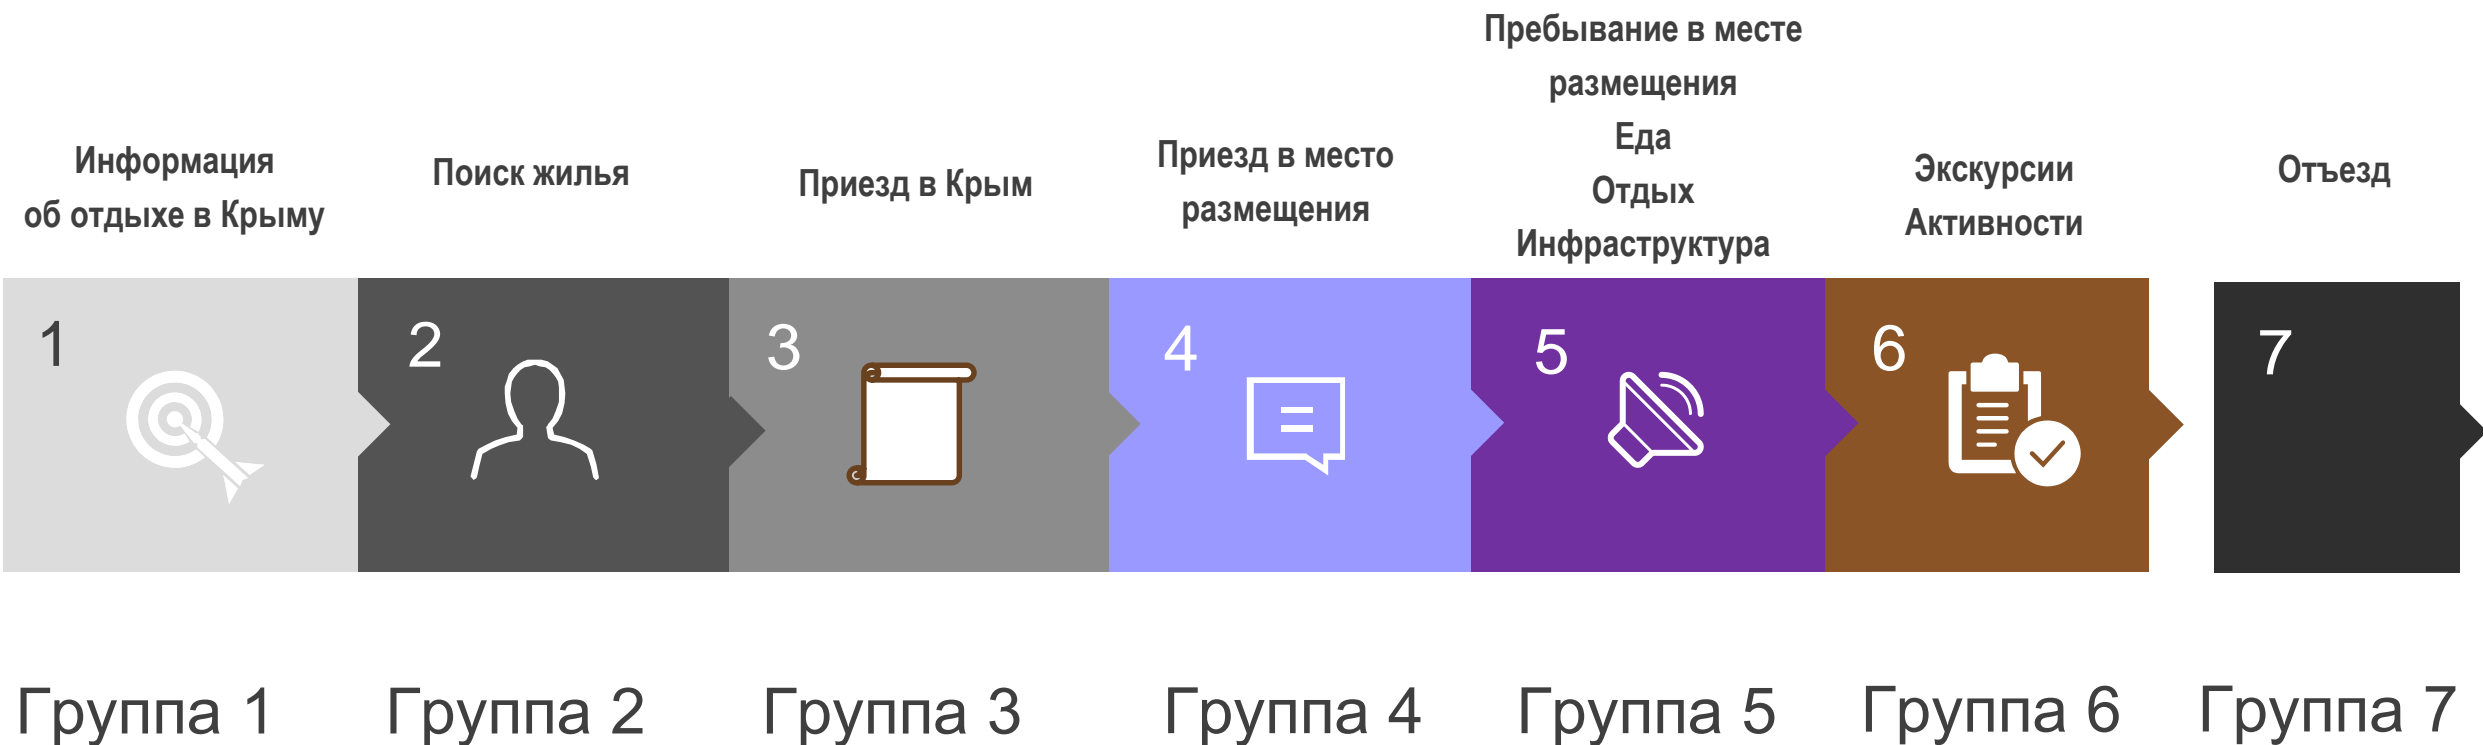 Информация
об отдыхе в Крыму
Поиск жилья
Приезд в Крым
Приезд в место
размещения
Пребывание в месте
размещения
Еда
Отдых
Инфраструктура
Экскурсии
Активности
Отъезд
1
2
3
4
5
6
7
Группа 1
Группа 2
Группа 3
Группа 4
Группа 5
Группа 6
Группа 7